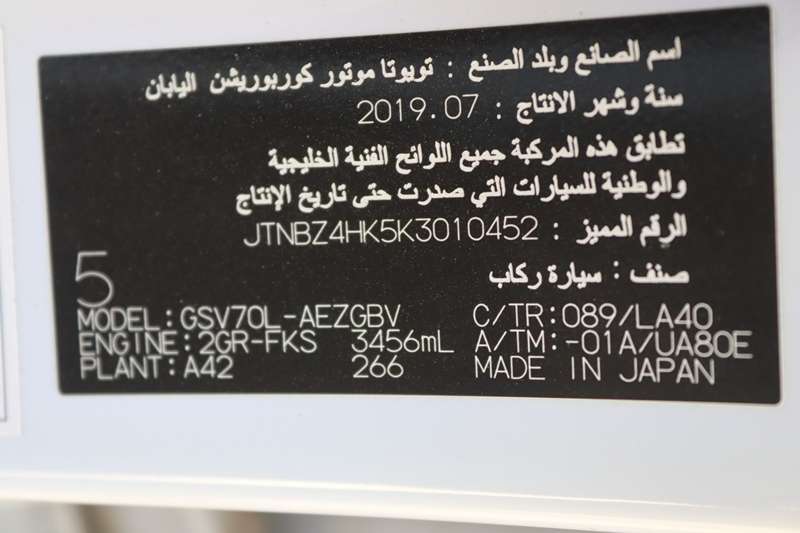 اسم الصانع وبلد الصنع : تويوتا موتور كوربوريشن اليابان
سنة وشهر الانتاج : 2019.07
تطابق هذه المركبة جميع اللوائح الفنية الخليجية
والوطنية للسيارات التي صدرت حتى تاريخ الإنتاج
الرقم المميز : JTNBZ4HK5K3010452
صنف : سيارة ركاب
5
MODEL:GSV70L-AEZGBV C/TR:089/LA40
ENGINE:2GR-FKS 3456mL A/TM:-01A/UA80E
PLANT:A42 266 MADE IN JAPAN